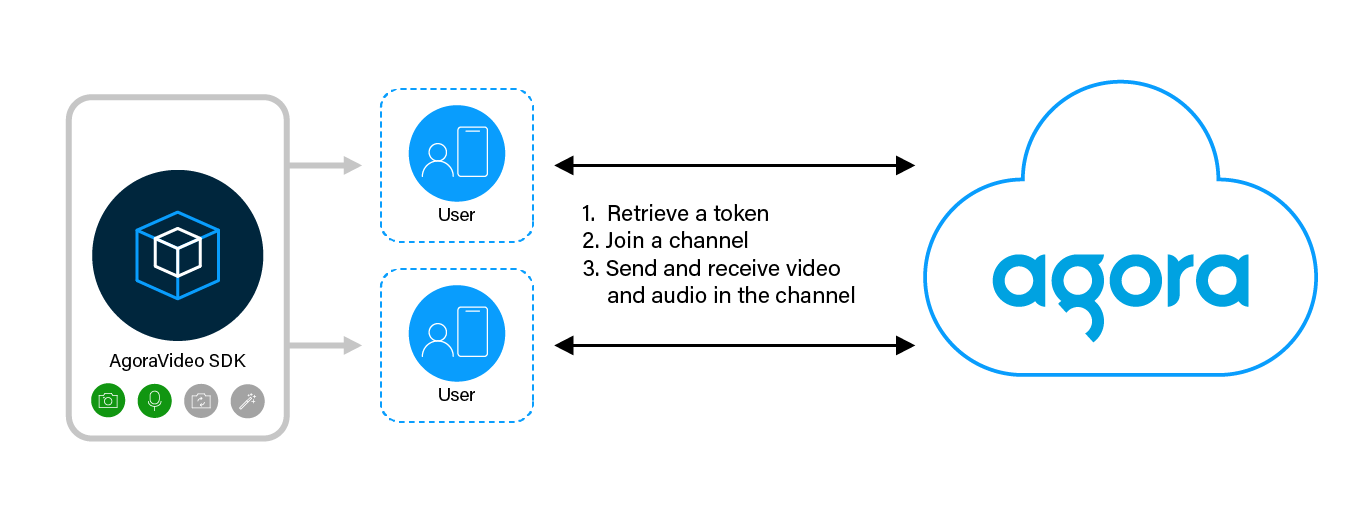 AgoraVideo SDK
User
User
1. Retrieve a token
2. Join a channel
3. Send and receive video
and audio in the channel
agora